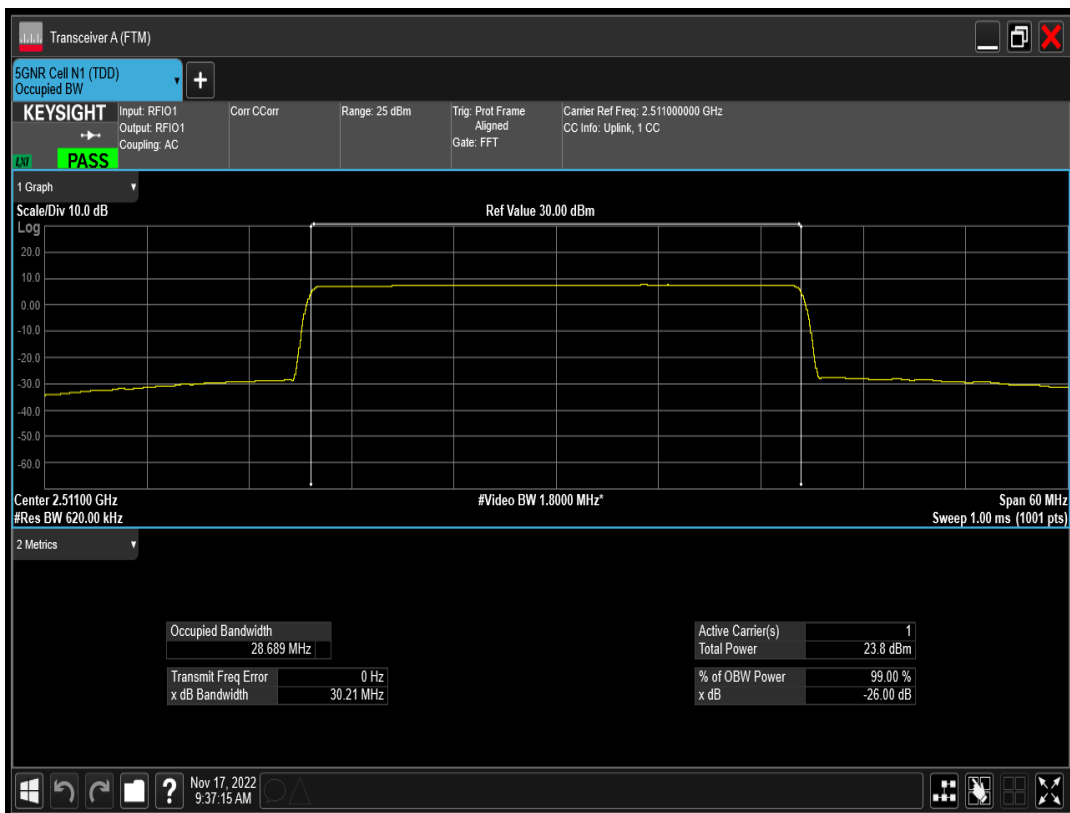 Transceiver A (FTM)
5GNR Cell N1 (TDD)
Occupied BW
+
KEYSIGHT
Input: RFIO1
Output: RFIO1
Coupling: AC
Corr CCorr
Range: 25 dBm
Trig: Prot Frame
Aligned
Gate: FFT
Carrier Ref Freq: 2.511000000 GHz
CC Info: Uplink, 1 CC
LXI
PASS
1 Graph
Scale/Div 10.0 dB
Ref Value 30.00 dBm
Log
20.0
10.0
0.00
-10.0
-20.0
-30.0
-40.0
-50.0
-60.0
Center 2.51100 GHz
#Video BW 1.8000 MHz*
Span 60 MHz
#Res BW 620.00 kHz
Sweep 1.00 ms (1001 pts)
2 Metrics
Occupied Bandwidth
28.689 MHz
Transmit Freq Error 0 Hz
x dB Bandwidth 30.21 MHz
Active Carrier(s) 1
Total Power 23.8 dBm
% of OBW Power 99.00 %
x dB -26.00 dB
?
Nov 17, 2022
9:37:15 AM